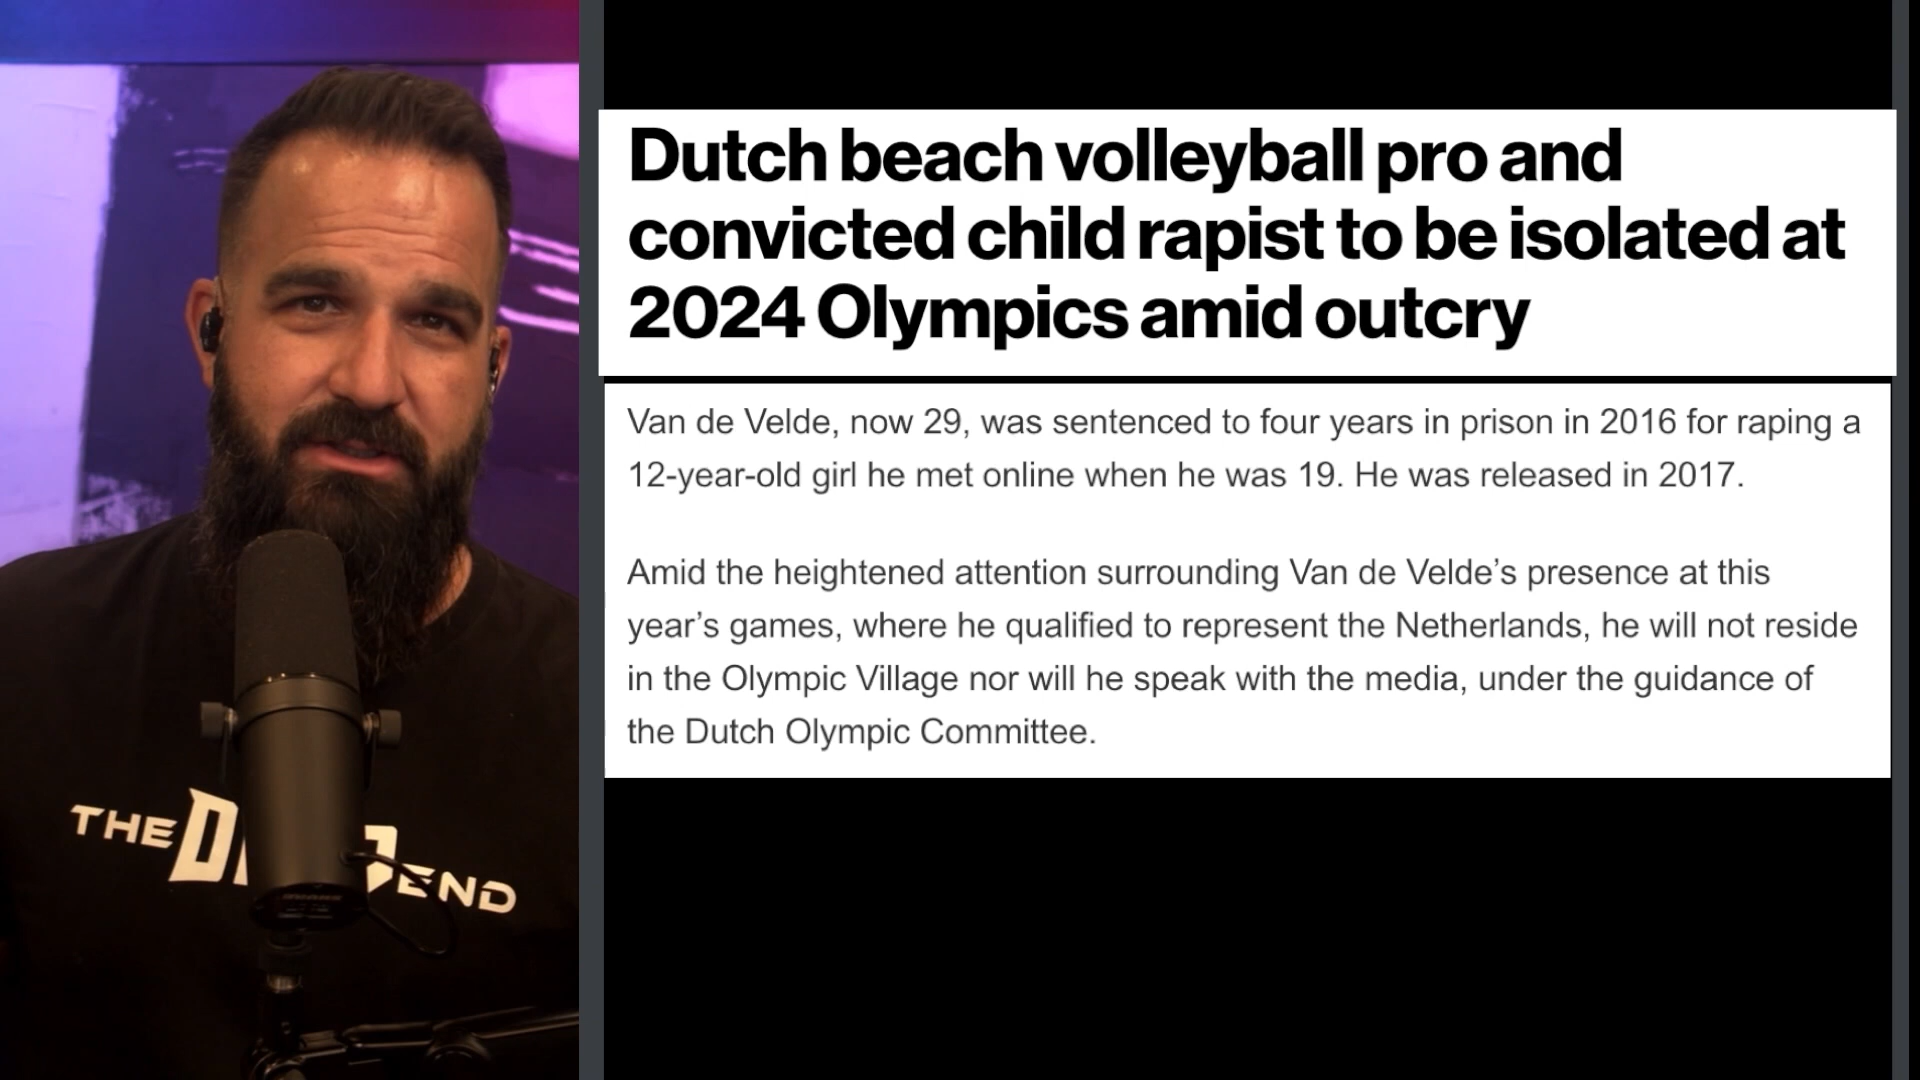 Dutch beach volleyball pro and
convicted child rapist to be isolated at
2024 Olympics amid outcry
Van de Velde, now 29, was sentenced to four years in prison in 2016 for raping a
12-year-old girl he met online when he was 19. He was released in 2017.
Amid the heightened attention surrounding Van de Velde’s presence at this
year’s games, where he qualified to represent the Netherlands, he will not reside
in the Olympic Village nor will he speak with the media, under the guidance of
the Dutch Olympic Committee.
THE
END